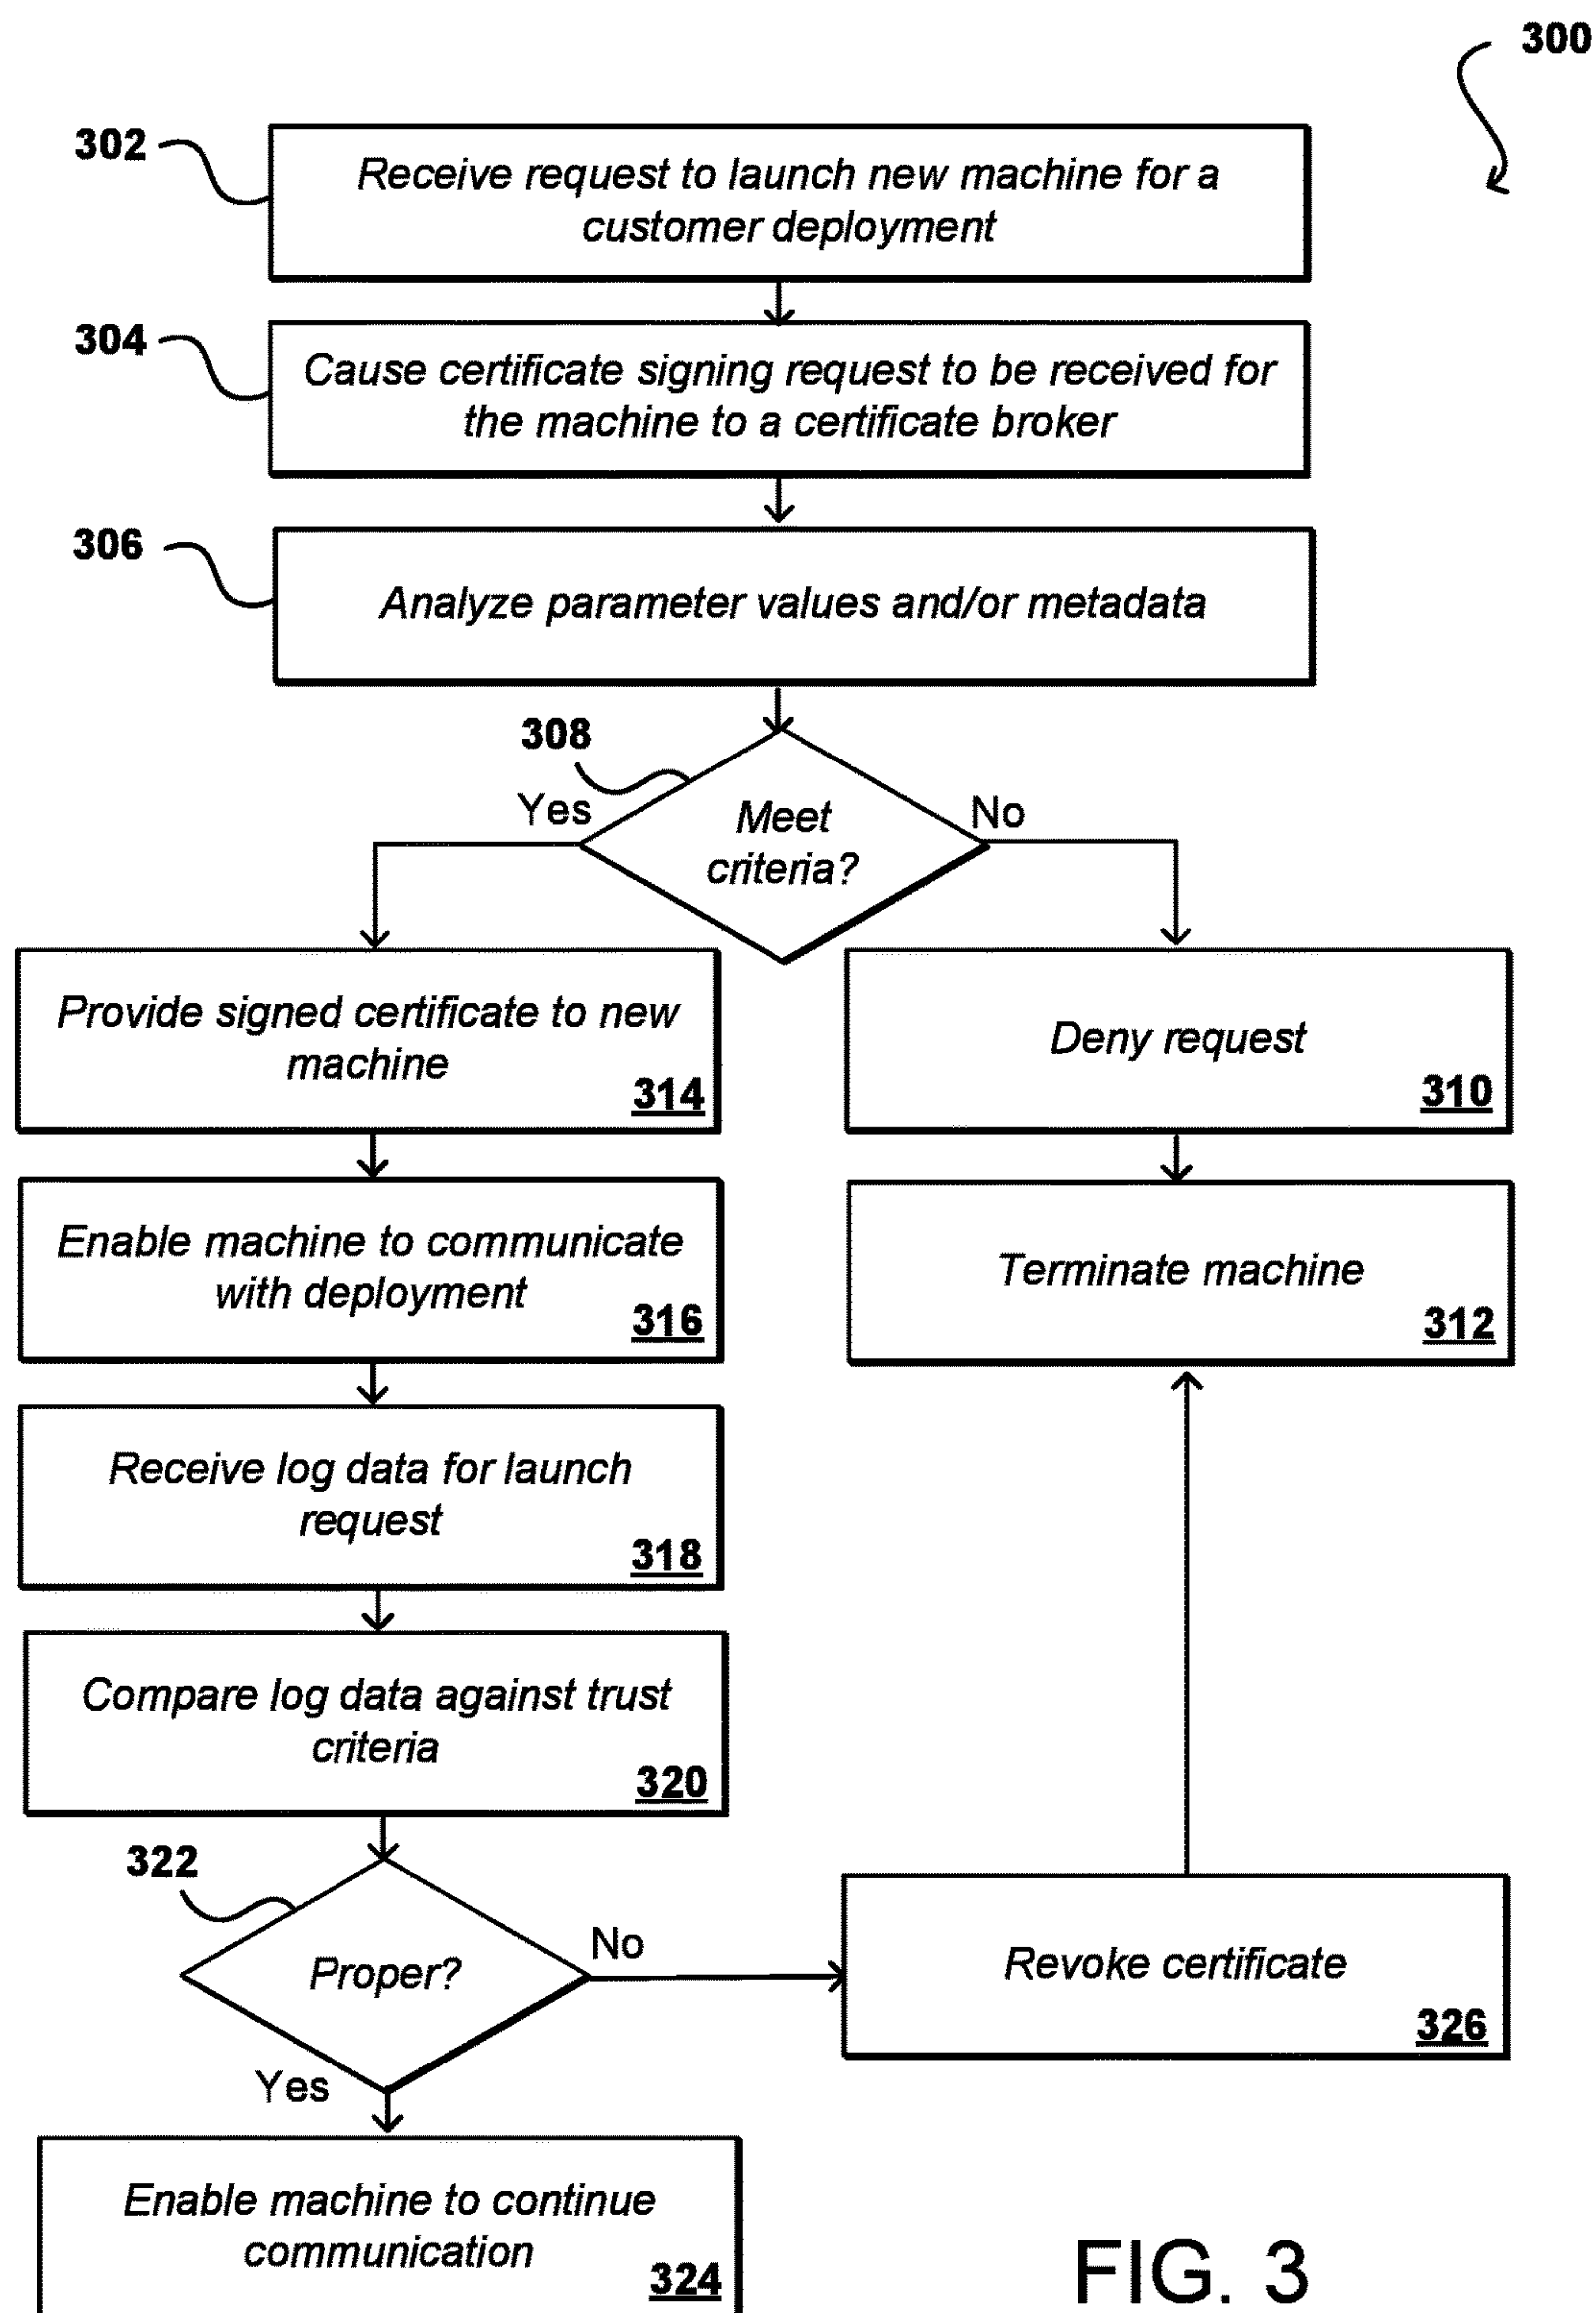 300
302
Receive request to launch new machine for a
customer deployment
304
Cause certificate signing request to be received for
the machine to a certificate broker
306
Analyze parameter values and/or metadata
308
Yes
No
Meet
criteria?
Provide signed certificate to new
machine
314
Deny request
310
Enable machine to communicate
with deployment
316
Terminate machine
312
Receive log data for launch
request
318
Compare log data against trust
criteria
320
322
Proper?
No
Yes
Revoke certificate
326
Enable machine to continue
communication
324
FIG. 3